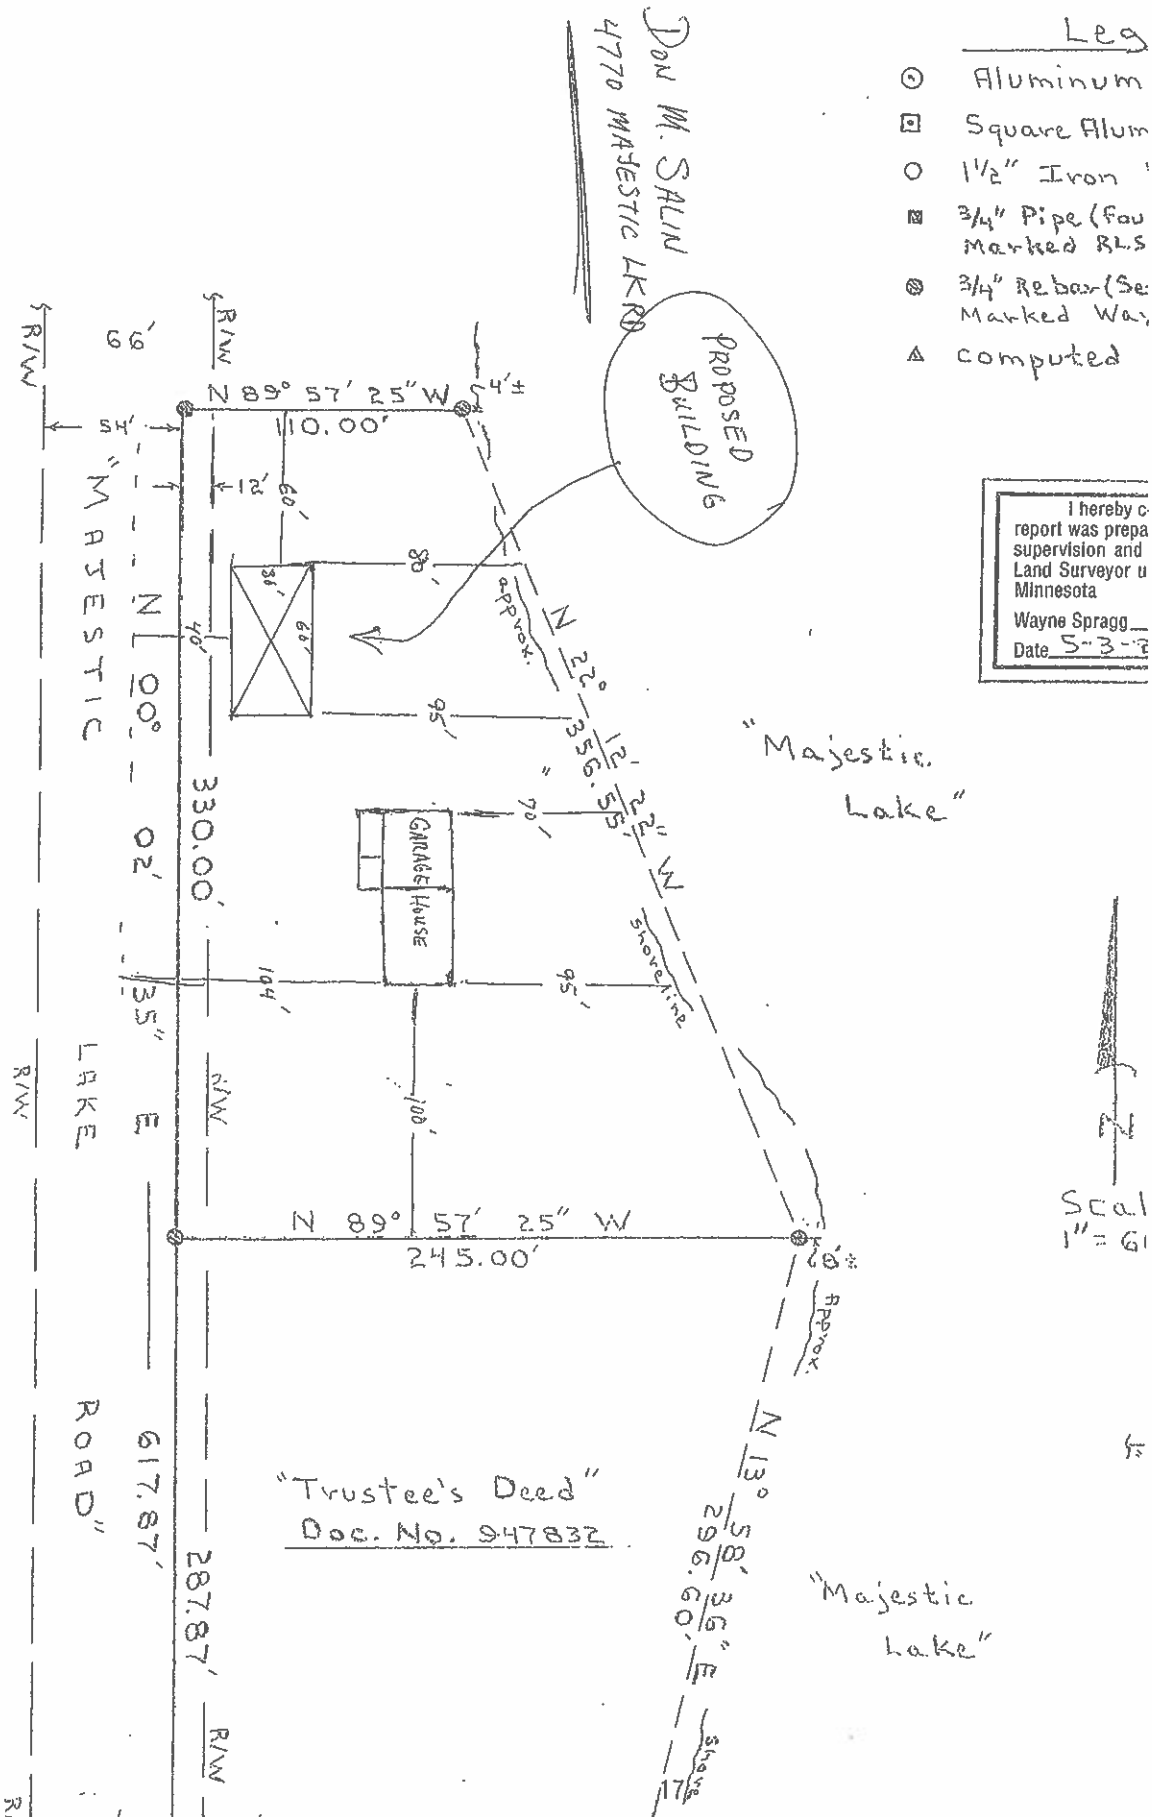 DON M. SALIN
4770 MAJESTIC LK RD
Leg
Aluminum
Square Alum
1 1/2" Iron "
3/4" Pipe (Fou
Marked RLS
3/4" Rebar (Se
Marked Way
computed
PROPOSED
BUILDING
I hereby c
report was prepa
supervision and
Land Surveyor u
Minnesota
Wayne Spragg
Date 5-3-
R/W
66'
R/W
N 89° 57' 25" W
110.00'
4'±
54'
12'
60'
80'
approx.
30'
60'
40'
95'
"MAJESTIC LAKE ROAD"
N 00° 02' 35" E
330.00'
N 22° 12' 22" W
356.55'
"Majestic
Lake"
70'
GARAGE
HOUSE
shoreline
104'
95'
100'
R/W
R/W
N
Scal
1" = 6
N 89° 57' 25" W
245.00'
Approx.
N 13° 58' 36" E
296.60'
617.87'
287.87'
"Trustee's Deed"
Doc. No. 947832
"Majestic
Lake"
R/W
Shore
17